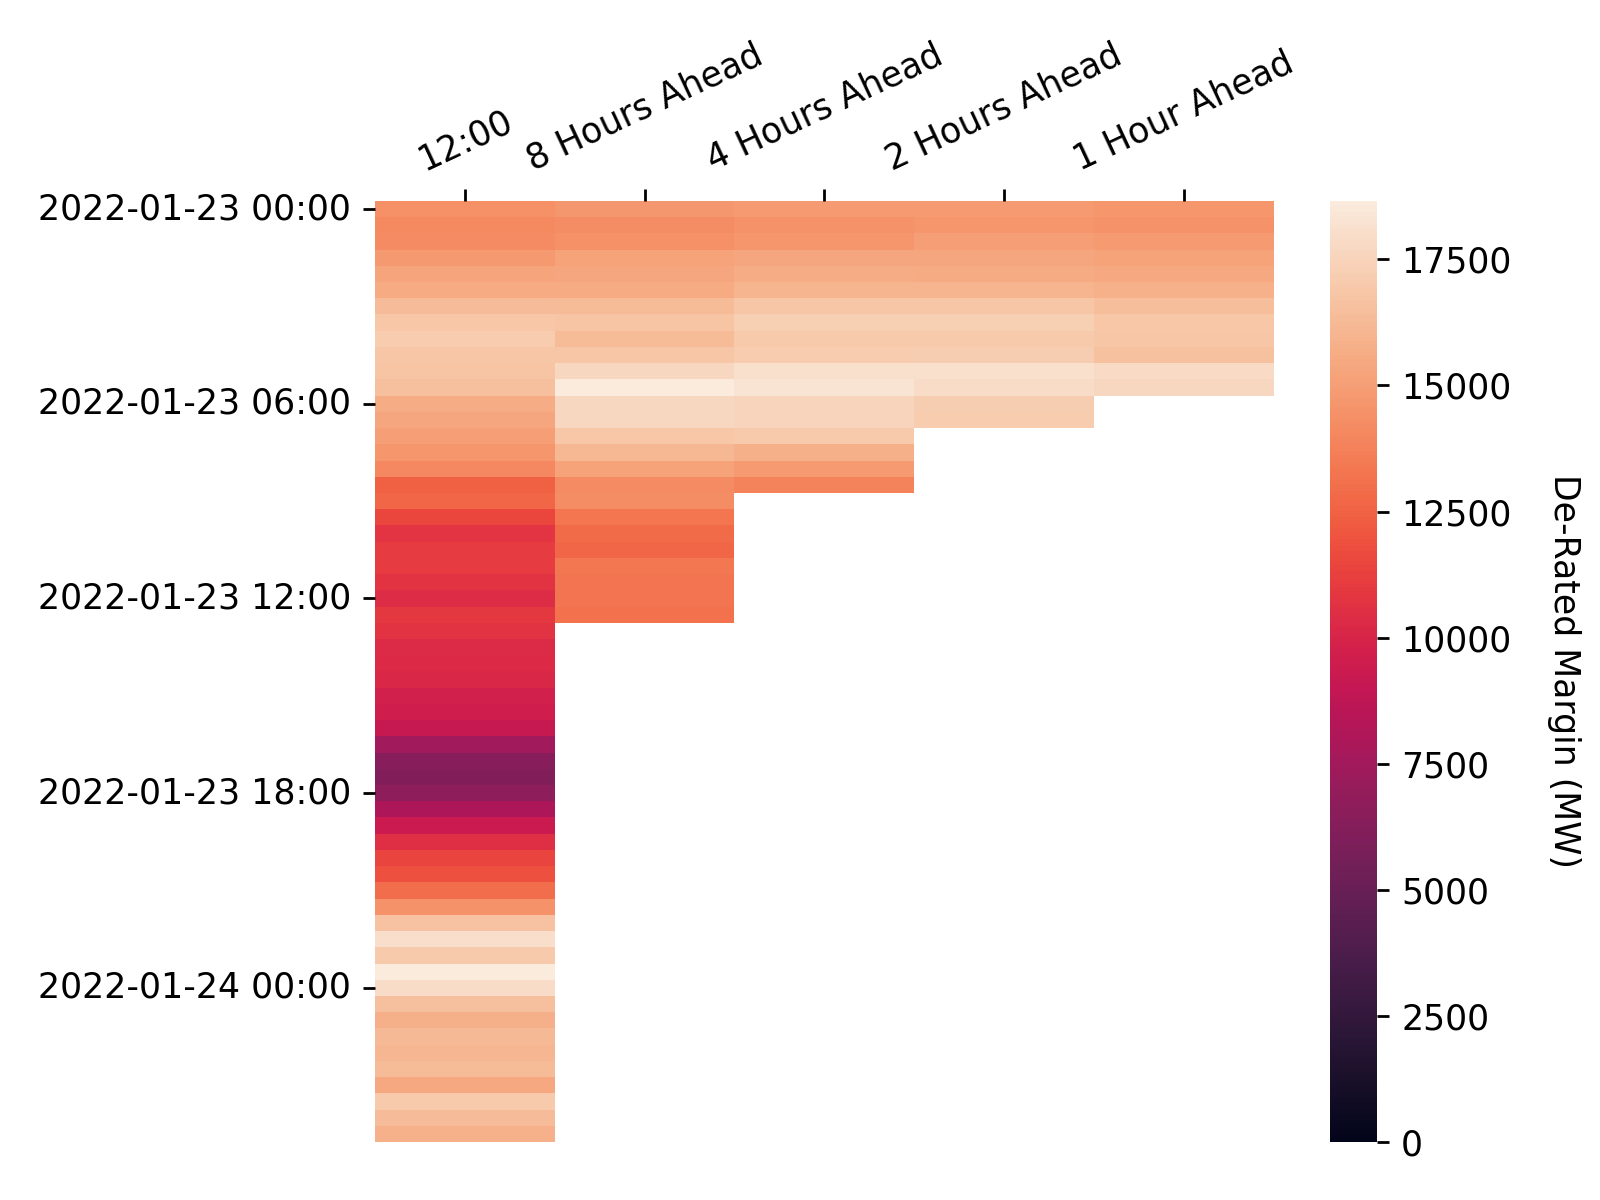 12:00
8 Hours Ahead
4 Hours Ahead
2 Hours Ahead
1 Hour Ahead
2022-01-23 00:00
2022-01-23 06:00
2022-01-23 12:00
2022-01-23 18:00
2022-01-24 00:00
17500
15000
12500
10000
7500
5000
2500
0
De-Rated Margin (MW)